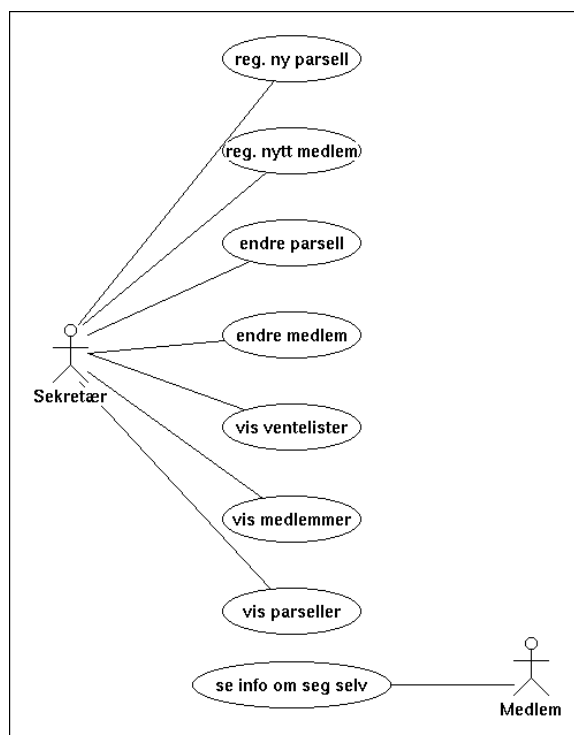 reg. ny parsell
(reg. nytt medlem)
endre parsell
endre medlem
Sekretær
vis ventelister
vis medlemmer
vis parseller
se info om seg selv
Medlem